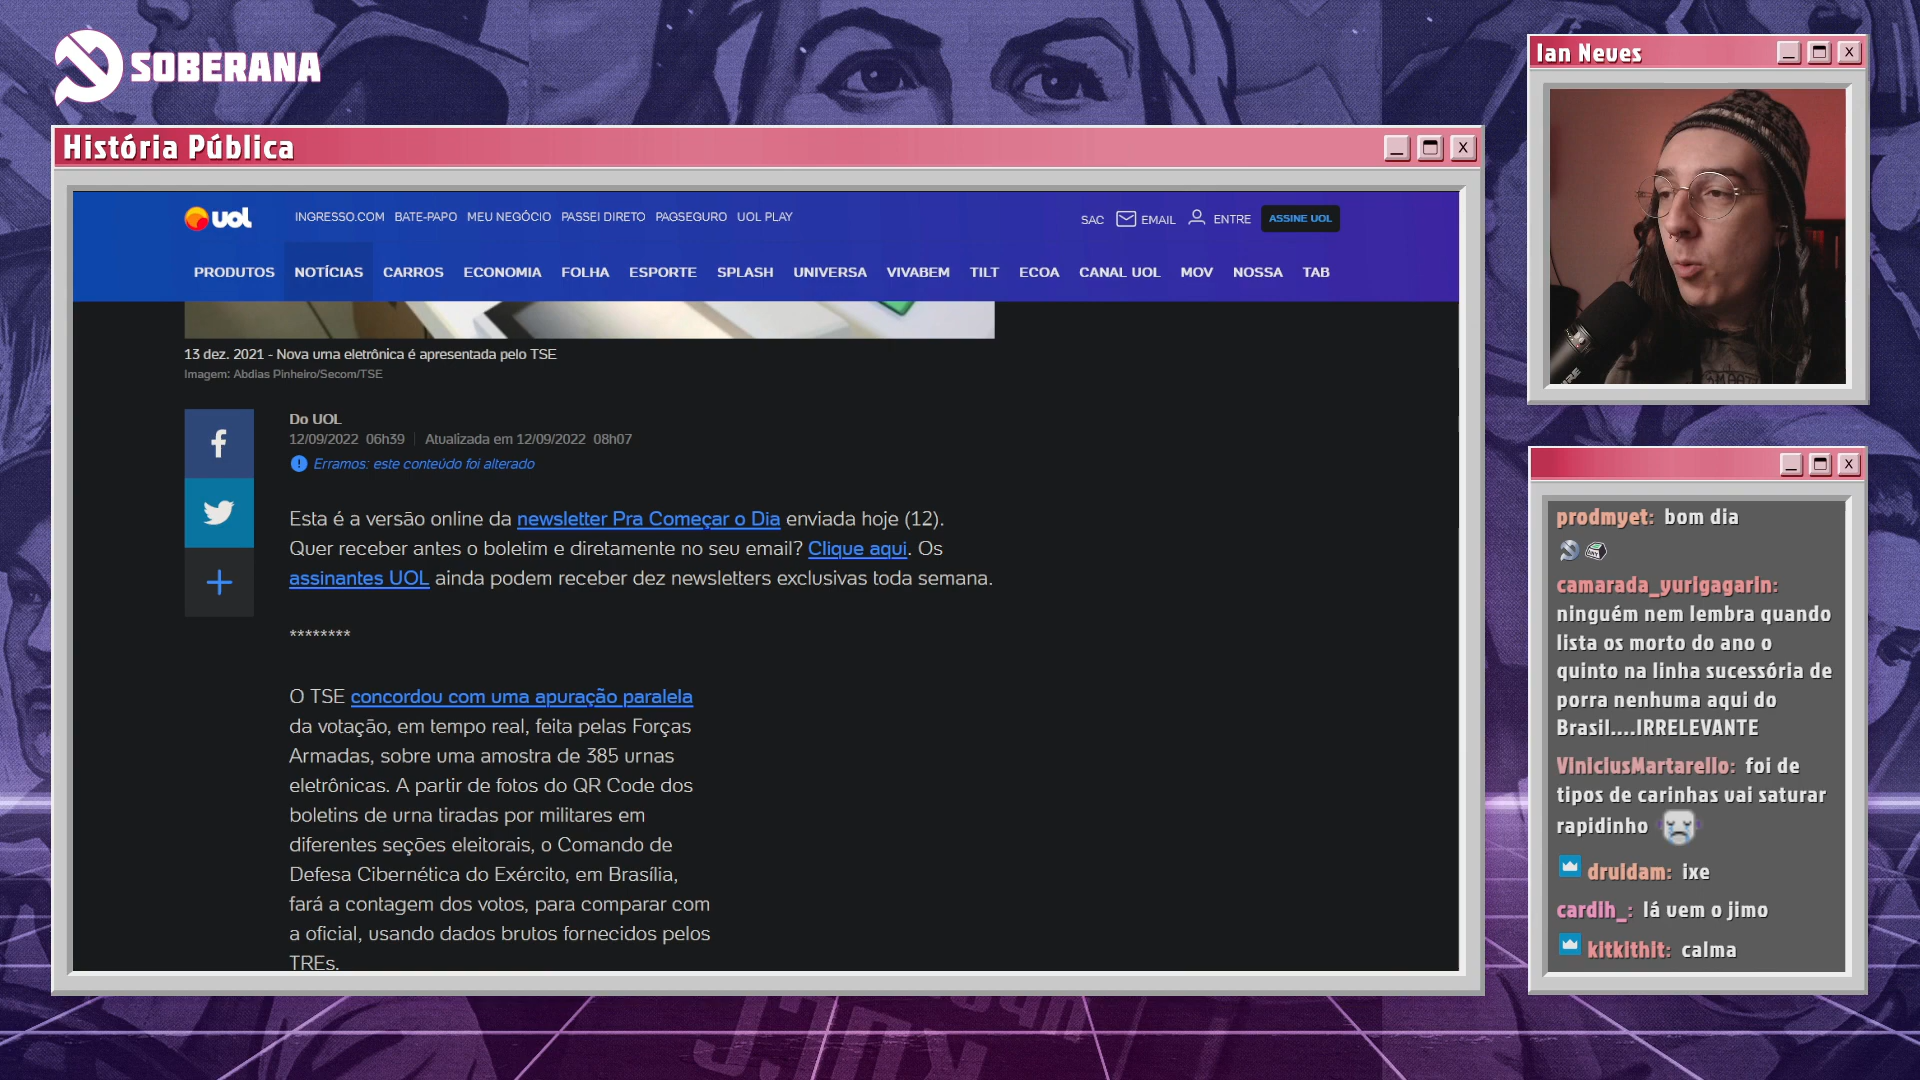 SOBERANA
História Pública
uol
INGRESSO.COM BATE-PAPO MEU NEGÓCIO PASSEI DIRETO PAGSEGURO UOL PLAY
SAC EMAIL ENTRE ASSINE UOL
PRODUTOS NOTÍCIAS CARROS ECONOMIA FOLHA ESPORTE SPLASH UNIVERSA VIVABEM TILT ECOA CANAL UOL MOV NOSSA TAB
13 dez. 2021 - Nova urna eletrônica é apresentada pelo TSE
Imagem: Abdias Pinheiro/Secom/TSE
Do UOL
12/09/2022 06h39 Atualizada em 12/09/2022 08h07
Erramos: este conteúdo foi alterado
Esta é a versão online da newsletter Pra Começar o Dia enviada hoje (12).
Quer receber antes o boletim e diretamente no seu email? Clique aqui. Os
assinantes UOL ainda podem receber dez newsletters exclusivas toda semana.
********
O TSE concordou com uma apuração paralela
da votação, em tempo real, feita pelas Forças
Armadas, sobre uma amostra de 385 urnas
eletrônicas. A partir de fotos do QR Code dos
boletins de urna tiradas por militares em
diferentes seções eleitorais, o Comando de
Defesa Cibernética do Exército, em Brasília,
fará a contagem dos votos, para comparar com
a oficial, usando dados brutos fornecidos pelos
TREs.
Ian Neves
prodmyet: bom dia
camarada_yurigagarin:
ninguém nem lembra quando
lista os morto do ano o
quinto na linha sucessória de
porra nenhuma aqui do
Brasil....IRRELEVANTE
ViniciusMartarello: foi de
tipos de carinhas vai saturar
rapidinho
druidam: ixe
cardih_: lá vem o jimo
kitkithit: calma